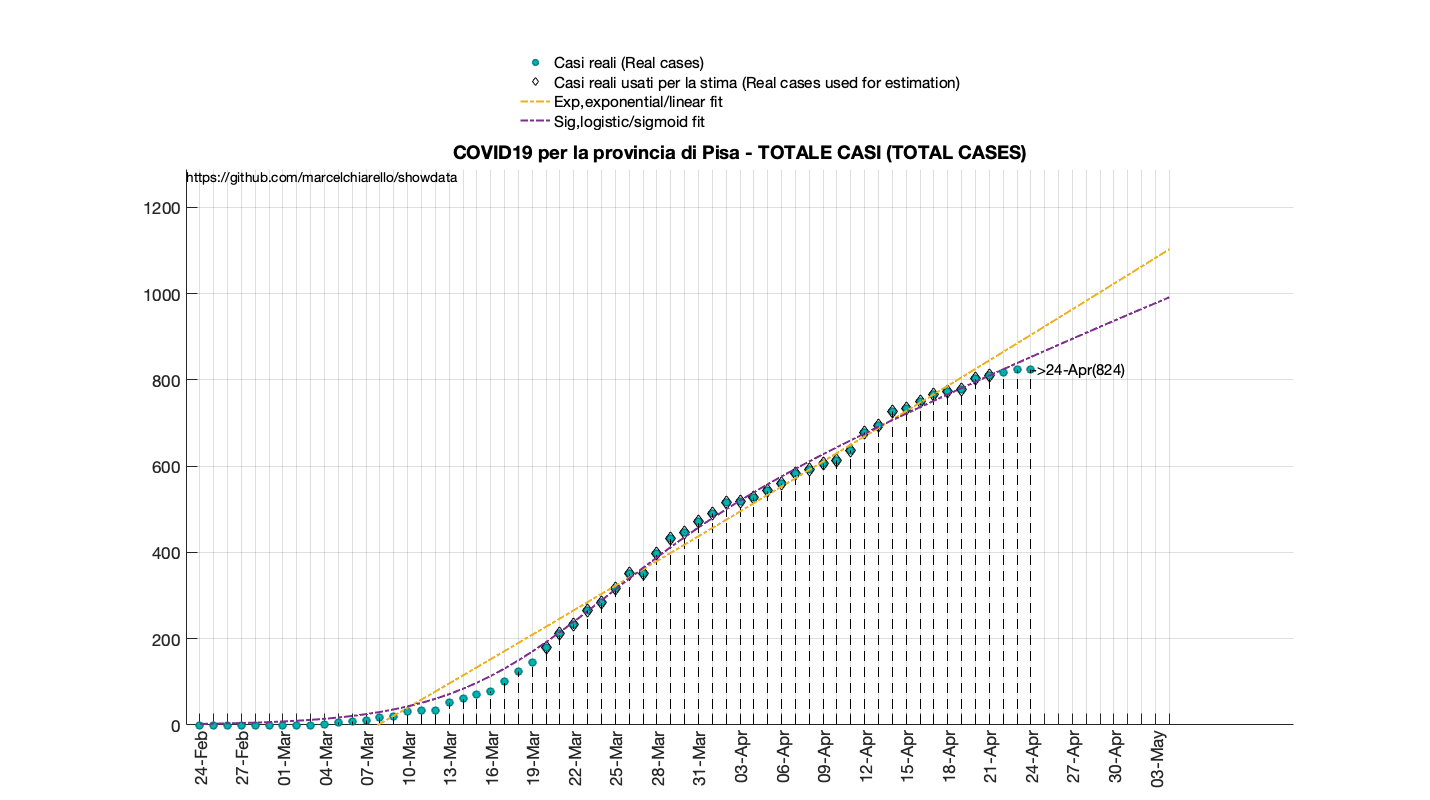 Casi reali (Real cases)
Casi reali usati per la stima (Real cases used for estimation)
Exp,exponential/linear fit
Sig,logistic/sigmoid fit
COVID19 per la provincia di Pisa - TOTALE CASI (TOTAL CASES)
https://github.com/marcelchiarello/showdata
1200
1000
800
600
400
200
0
->24-Apr(824)
24-Feb
27-Feb
01-Mar
04-Mar
07-Mar
10-Mar
13-Mar
16-Mar
19-Mar
22-Mar
25-Mar
28-Mar
31-Mar
03-Apr
06-Apr
09-Apr
12-Apr
15-Apr
18-Apr
21-Apr
24-Apr
27-Apr
30-Apr
03-May